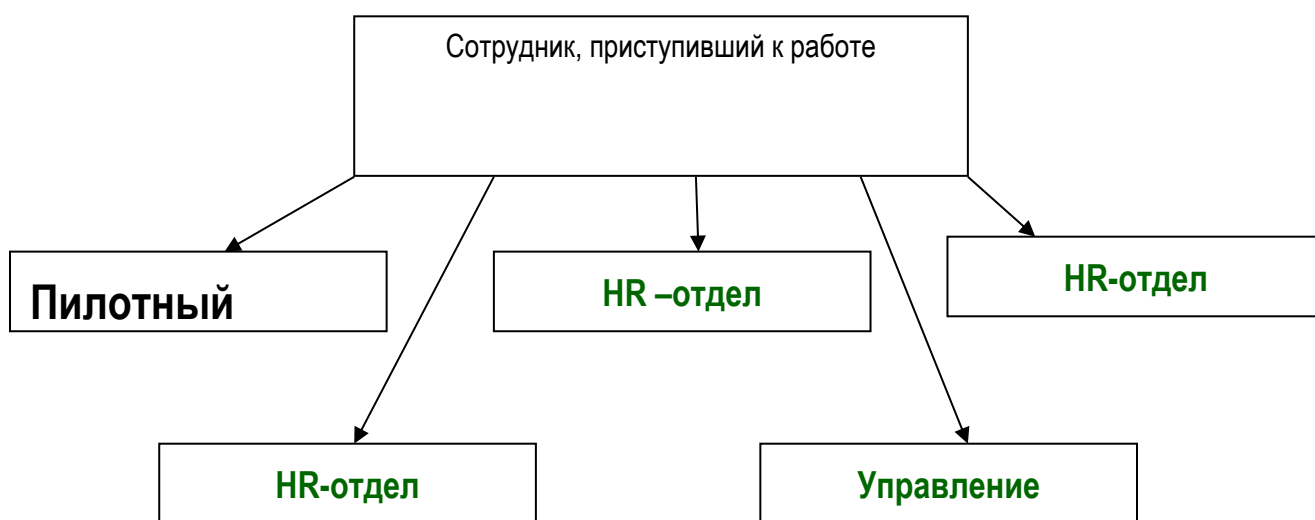 Сотрудник, приступивший к работе
Пилотный
HR –отдел
HR-отдел
HR-отдел
Управление